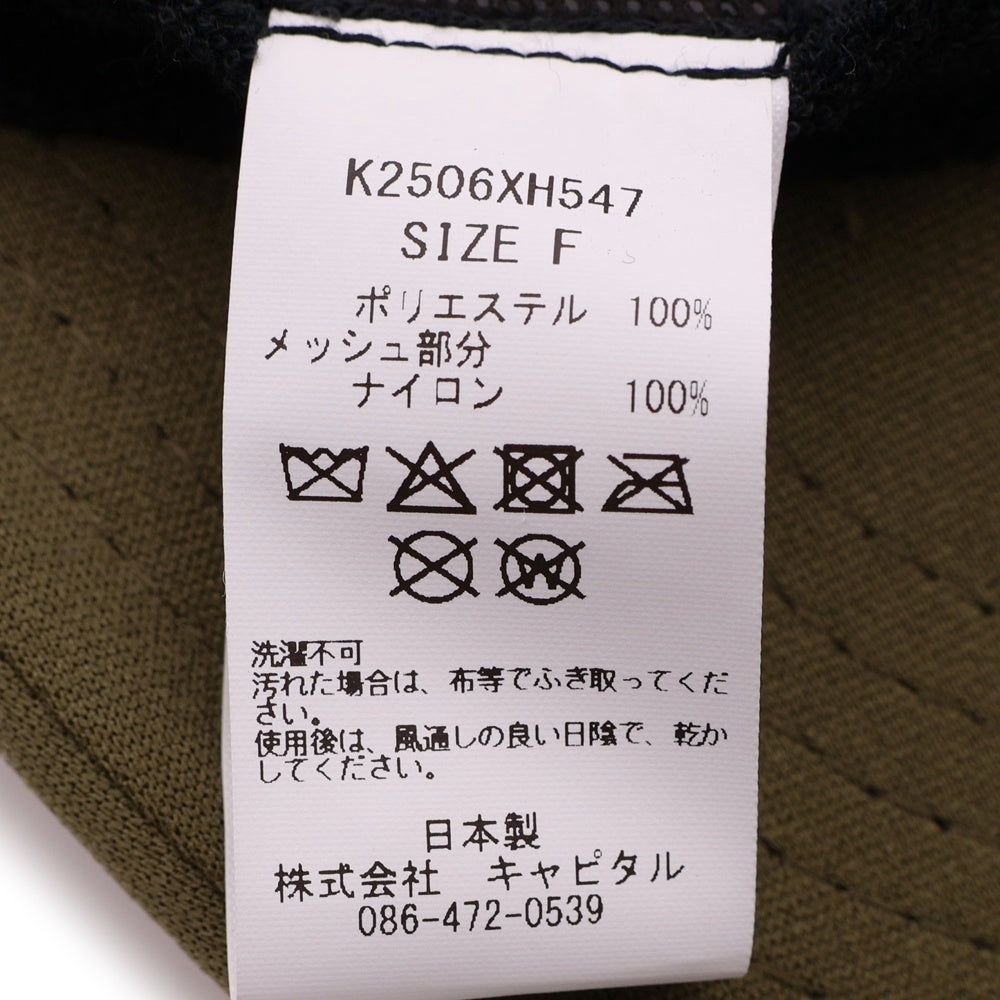 K2506XH547
SIZE F
ポリエステル 100%
メッシュ部分
ナイロン 100%
W
洗濯不可
汚れた場合は、布等でふき取ってくだ
さい。
使用後は、風通しの良い日陰で、乾か
してください。
日本製
株式会社 キャピタル
086-472-0539